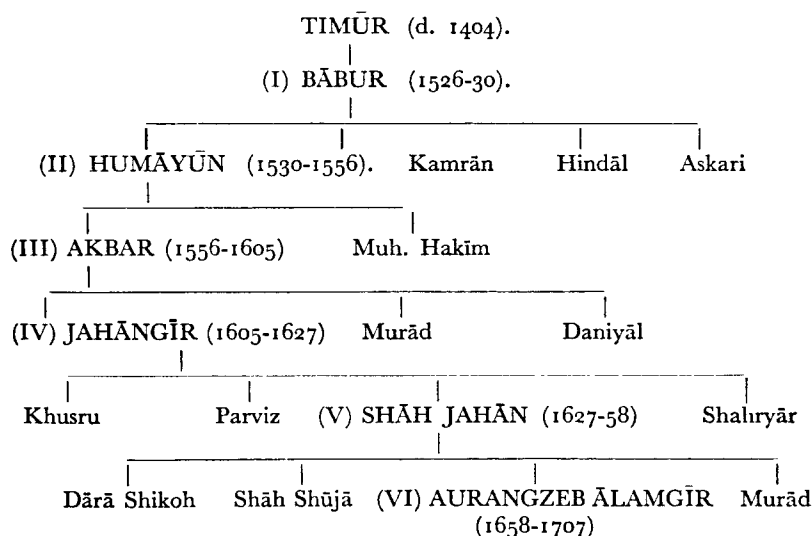 TIMŪR (d. 1404).
(I) BĀBUR (1526-30).
(II) HUMĀYŪN (1530-1556). Kamrān Hindāl Askari
(III) AKBAR (1556-1605) Muh. Hakīm
(IV) JAHĀNGĪR (1605-1627) Murād Daniyāl
Khusru Parviz (V) SHĀH JAHĀN (1627-58) Shahryār
Dārā Shikoh Shāh Shūjā (VI) AURANGZEB ĀLAMGĪR Murād
(1658-1707)